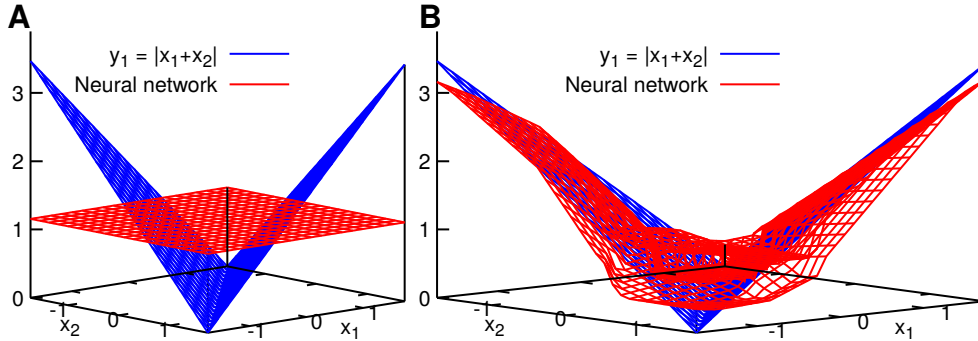 A
y₁ = |x₁+x₂|
Neural network
3
2
1
0
-1
0
1
x₂
-1
0
1
x₁
B
y₁ = |x₁+x₂|
Neural network
3
2
1
0
-1
0
1
x₂
-1
0
1
x₁